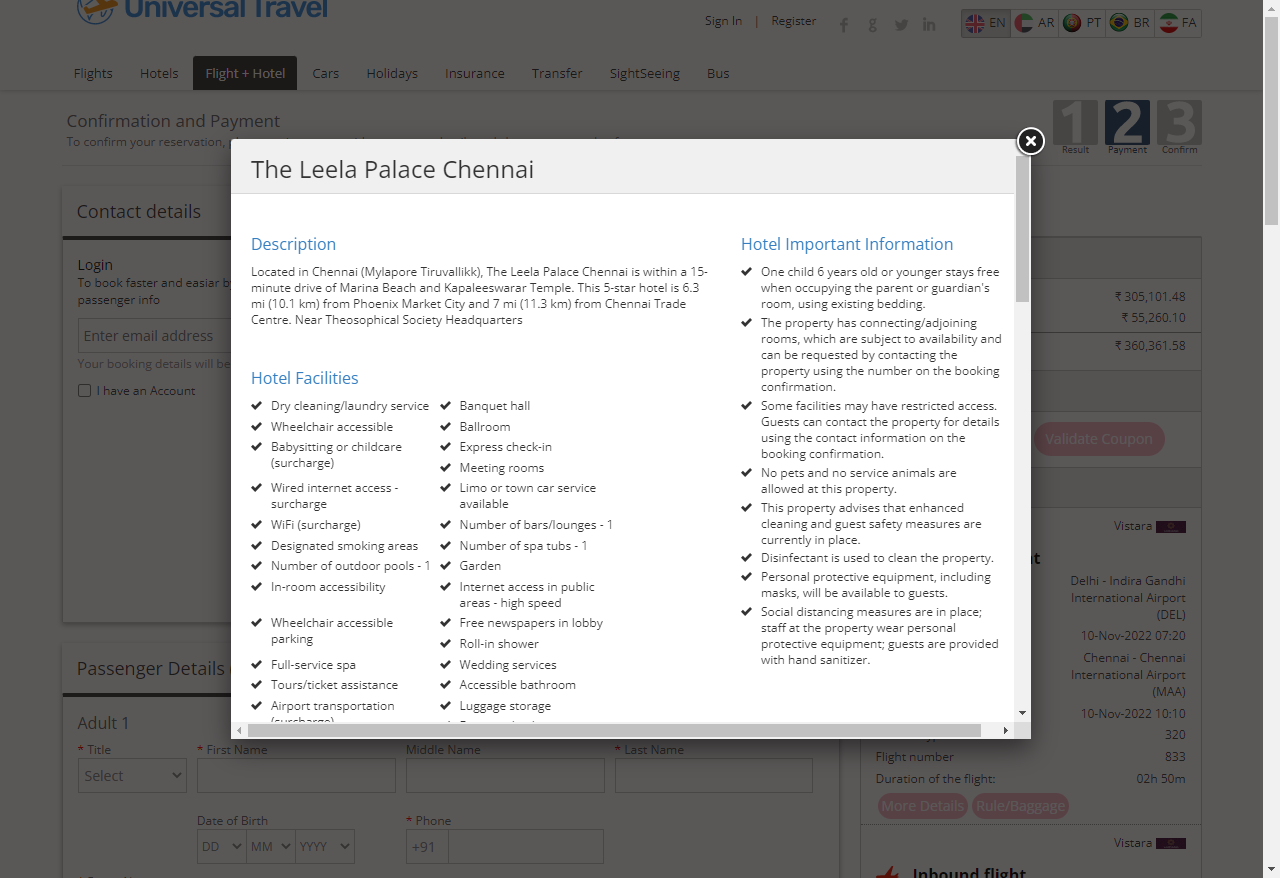 Universal Travel
Sign In | Register
EN AR PT BR FA
Flights Hotels Flight + Hotel Cars Holidays Insurance Transfer SightSeeing Bus
Confirmation and Payment
To confirm your reservation,
1 2 3
Result Payment Confirm
Contact details
Login
To book faster and easiar b
passenger info
Enter email address
Your booking details will be
I have an Account
The Leela Palace Chennai
Description
Located in Chennai (Mylapore Tiruvallikk), The Leela Palace Chennai is within a 15-
minute drive of Marina Beach and Kapaleeswarar Temple. This 5-star hotel is 6.3
mi (10.1 km) from Phoenix Market City and 7 mi (11.3 km) from Chennai Trade
Centre. Near Theosophical Society Headquarters
Hotel Facilities
Dry cleaning/laundry service
Wheelchair accessible
Babysitting or childcare
(surcharge)
Wired internet access -
surcharge
WiFi (surcharge)
Designated smoking areas
Number of outdoor pools - 1
In-room accessibility
Wheelchair accessible
parking
Full-service spa
Tours/ticket assistance
Airport transportation
(surcharge)
Banquet hall
Ballroom
Express check-in
Meeting rooms
Limo or town car service
available
Number of bars/lounges - 1
Number of spa tubs - 1
Garden
Internet access in public
areas - high speed
Free newspapers in lobby
Roll-in shower
Wedding services
Accessible bathroom
Luggage storage
Hotel Important Information
One child 6 years old or younger stays free
when occupying the parent or guardian's
room, using existing bedding.
The property has connecting/adjoining
rooms, which are subject to availability and
can be requested by contacting the
property using the number on the booking
confirmation.
Some facilities may have restricted access.
Guests can contact the property for details
using the contact information on the
booking confirmation.
No pets and no service animals are
allowed at this property.
This property advises that enhanced
cleaning and guest safety measures are
currently in place.
Disinfectant is used to clean the property.
Personal protective equipment, including
masks, will be available to guests.
Social distancing measures are in place;
staff at the property wear personal
protective equipment; guests are provided
with hand sanitizer.
₹ 305,101.48
₹ 55,260.10
₹ 360,361.58
Validate Coupon
Vistara
Delhi - Indira Gandhi
International Airport
(DEL)
10-Nov-2022 07:20
Chennai - Chennai
International Airport
(MAA)
10-Nov-2022 10:10
320
Flight number 833
Duration of the flight: 02h 50m
More Details Rule/Baggage
Vistara
Inbound flight
Passenger Details
Adult 1
* Title * First Name Middle Name * Last Name
Select
Date of Birth * Phone
DD MM YYYY +91